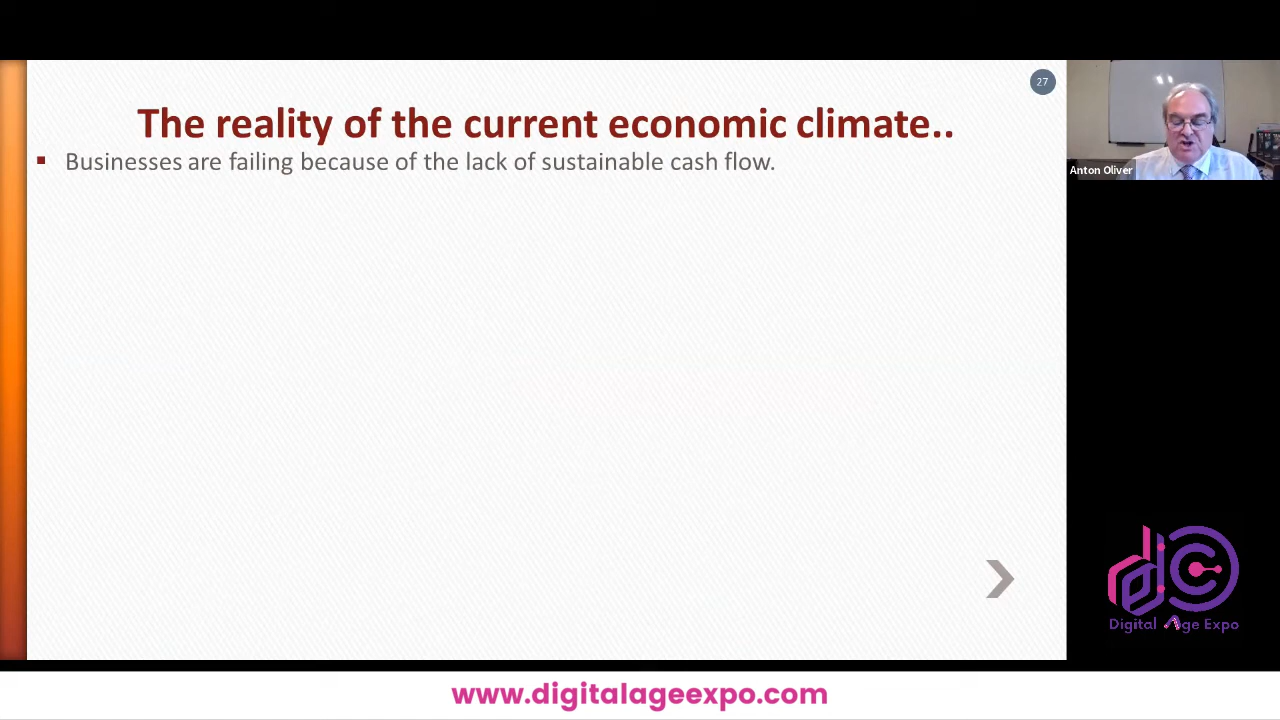 27
The reality of the current economic climate..
▪ Businesses are failing because of the lack of sustainable cash flow.
Anton Oliver
Digital Age Expo
www.digitalageexpo.com